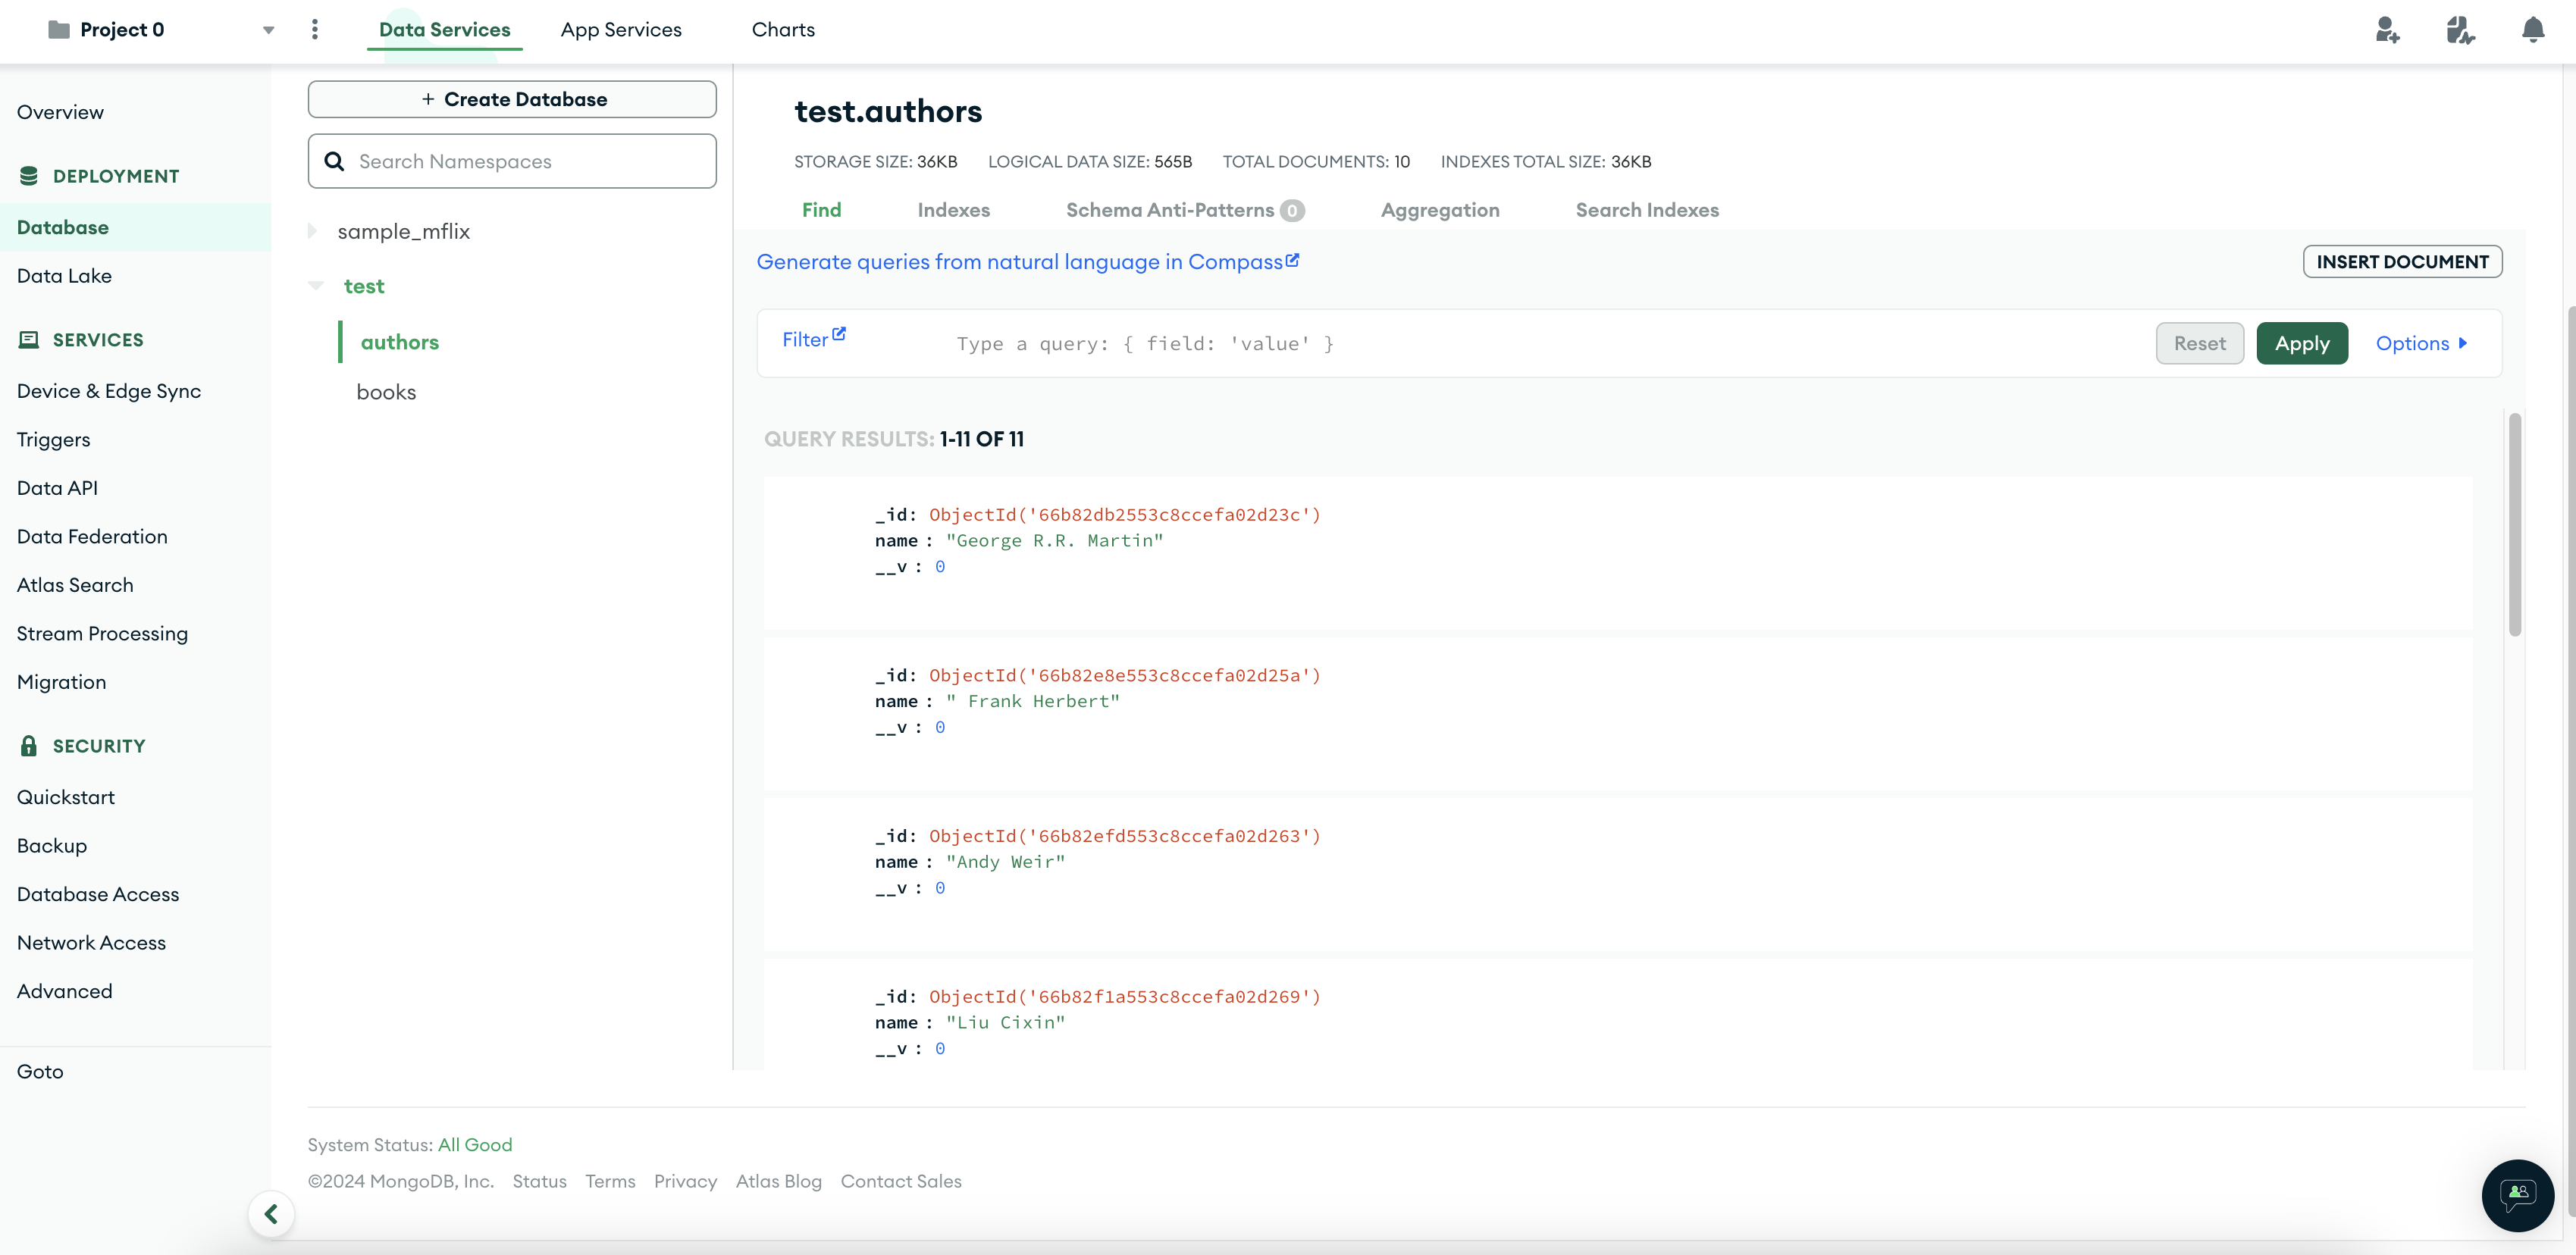 Project 0
Data Services
App Services
Charts
Overview
DEPLOYMENT
Database
Data Lake
SERVICES
Device & Edge Sync
Triggers
Data API
Data Federation
Atlas Search
Stream Processing
Migration
SECURITY
Quickstart
Backup
Database Access
Network Access
Advanced
Goto
+ Create Database
Search Namespaces
sample_mflix
test
authors
books
test.authors
STORAGE SIZE: 36KB LOGICAL DATA SIZE: 565B TOTAL DOCUMENTS: 10 INDEXES TOTAL SIZE: 36KB
Find Indexes Schema Anti-Patterns 0 Aggregation Search Indexes
Generate queries from natural language in Compass
INSERT DOCUMENT
Filter Type a query: { field: 'value' } Reset Apply Options
QUERY RESULTS: 1-11 OF 11
_id: ObjectId('66b82db2553c8ccefa02d23c')
name : "George R.R. Martin"
__v : 0
_id: ObjectId('66b82e8e553c8ccefa02d25a')
name : " Frank Herbert"
__v : 0
_id: ObjectId('66b82efd553c8ccefa02d263')
name : "Andy Weir"
__v : 0
_id: ObjectId('66b82f1a553c8ccefa02d269')
name : "Liu Cixin"
__v : 0
System Status: All Good
©2024 MongoDB, Inc. Status Terms Privacy Atlas Blog Contact Sales